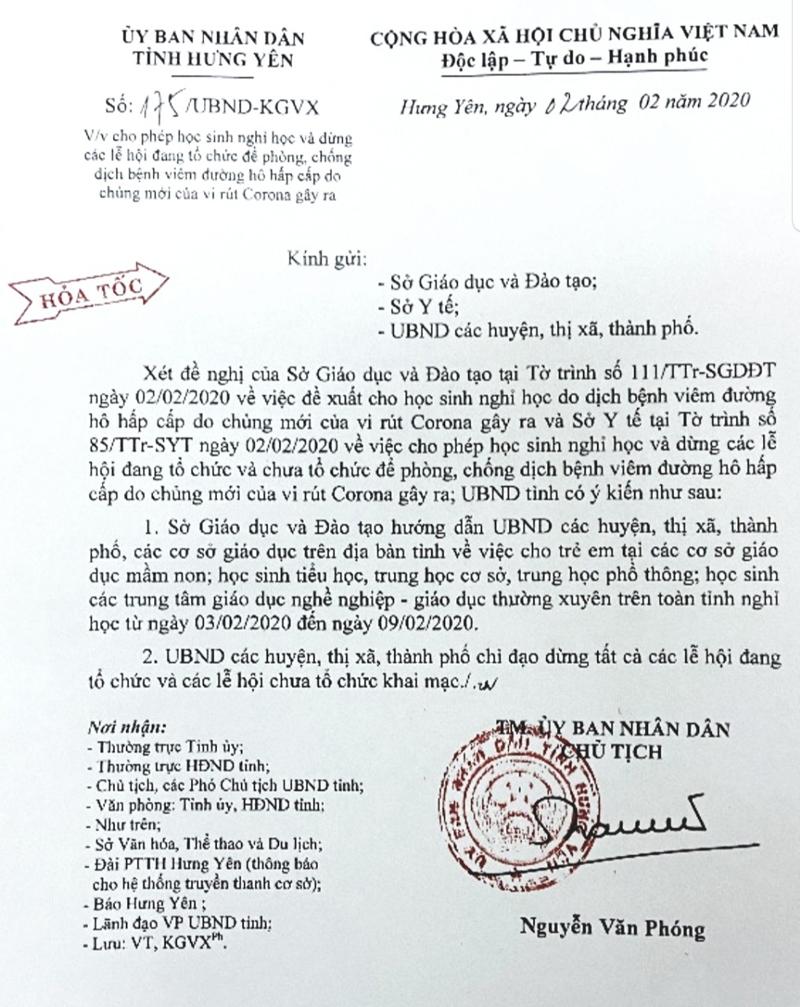 ỦY BAN NHÂN DÂN
TỈNH HƯNG YÊN
CỘNG HÒA XÃ HỘI CHỦ NGHĨA VIỆT NAM
Độc lập – Tự do – Hạnh phúc
Số: 175/UBND-KGVX
Hưng Yên, ngày 02 tháng 02 năm 2020
V/v cho phép học sinh nghỉ học và dừng
các lễ hội đang tổ chức để phòng, chống
dịch bệnh viêm đường hô hấp cấp do
chủng mới của vi rút Corona gây ra
HỎA TỐC
Kính gửi:
- Sở Giáo dục và Đào tạo;
- Sở Y tế;
- UBND các huyện, thị xã, thành phố.
Xét đề nghị của Sở Giáo dục và Đào tạo tại Tờ trình số 111/TTr-SGDĐT
ngày 02/02/2020 về việc đề xuất cho học sinh nghỉ học do dịch bệnh viêm đường
hô hấp cấp do chủng mới của vi rút Corona gây ra và Sở Y tế tại Tờ trình số
85/TTr-SYT ngày 02/02/2020 về việc cho phép học sinh nghỉ học và dừng các lễ
hội đang tổ chức và chưa tổ chức để phòng, chống dịch bệnh viêm đường hô hấp
cấp do chủng mới của vi rút Corona gây ra; UBND tỉnh có ý kiến như sau:
1. Sở Giáo dục và Đào tạo hướng dẫn UBND các huyện, thị xã, thành
phố, các cơ sở giáo dục trên địa bàn tỉnh về việc cho trẻ em tại các cơ sở giáo
dục mầm non; học sinh tiểu học, trung học cơ sở, trung học phổ thông; học sinh
các trung tâm giáo dục nghề nghiệp - giáo dục thường xuyên trên toàn tỉnh nghỉ
học từ ngày 03/02/2020 đến ngày 09/02/2020.
2. UBND các huyện, thị xã, thành phố chỉ đạo dừng tất cả các lễ hội đang
tổ chức và các lễ hội chưa tổ chức khai mạc./.
Nơi nhận:
- Thường trực Tỉnh ủy;
- Thường trực HĐND tỉnh;
- Chủ tịch, các Phó Chủ tịch UBND tỉnh;
- Văn phòng: Tỉnh ủy, HĐND tỉnh;
- Như trên;
- Sở Văn hóa, Thể thao và Du lịch;
- Đài PTTH Hưng Yên (thông báo
cho hệ thống truyền thanh cơ sở);
- Báo Hưng Yên ;
- Lãnh đạo VP UBND tỉnh;
- Lưu: VT, KGVXPh.
TM. ỦY BAN NHÂN DÂN
CHỦ TỊCH
ỦY BAN NHÂN DÂN TỈNH HƯNG YÊN
Nguyễn Văn Phóng